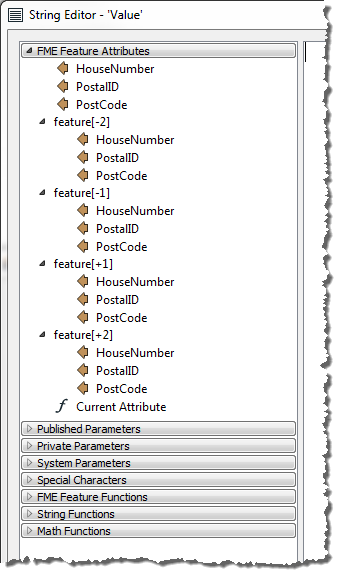 String Editor - 'Value'
FME Feature Attributes
HouseNumber
PostalID
PostCode
feature[-2]
HouseNumber
PostalID
PostCode
feature[-1]
HouseNumber
PostalID
PostCode
feature[+1]
HouseNumber
PostalID
PostCode
feature[+2]
HouseNumber
PostalID
PostCode
f Current Attribute
Published Parameters
Private Parameters
System Parameters
Special Characters
FME Feature Functions
String Functions
Math Functions